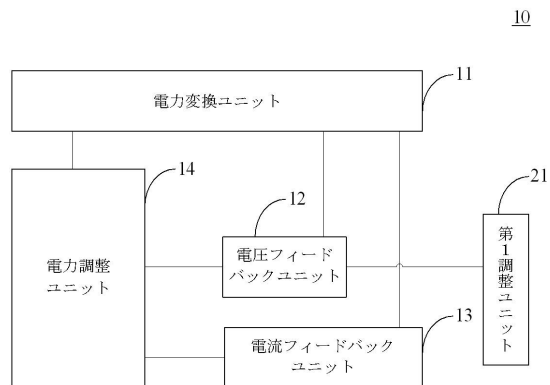 10
電力変換ユニット
11
14
電力調整
ユニット
12
電圧フィード
バックユニット
21
第1調整ユニット
13
電流フィードバック
ユニット